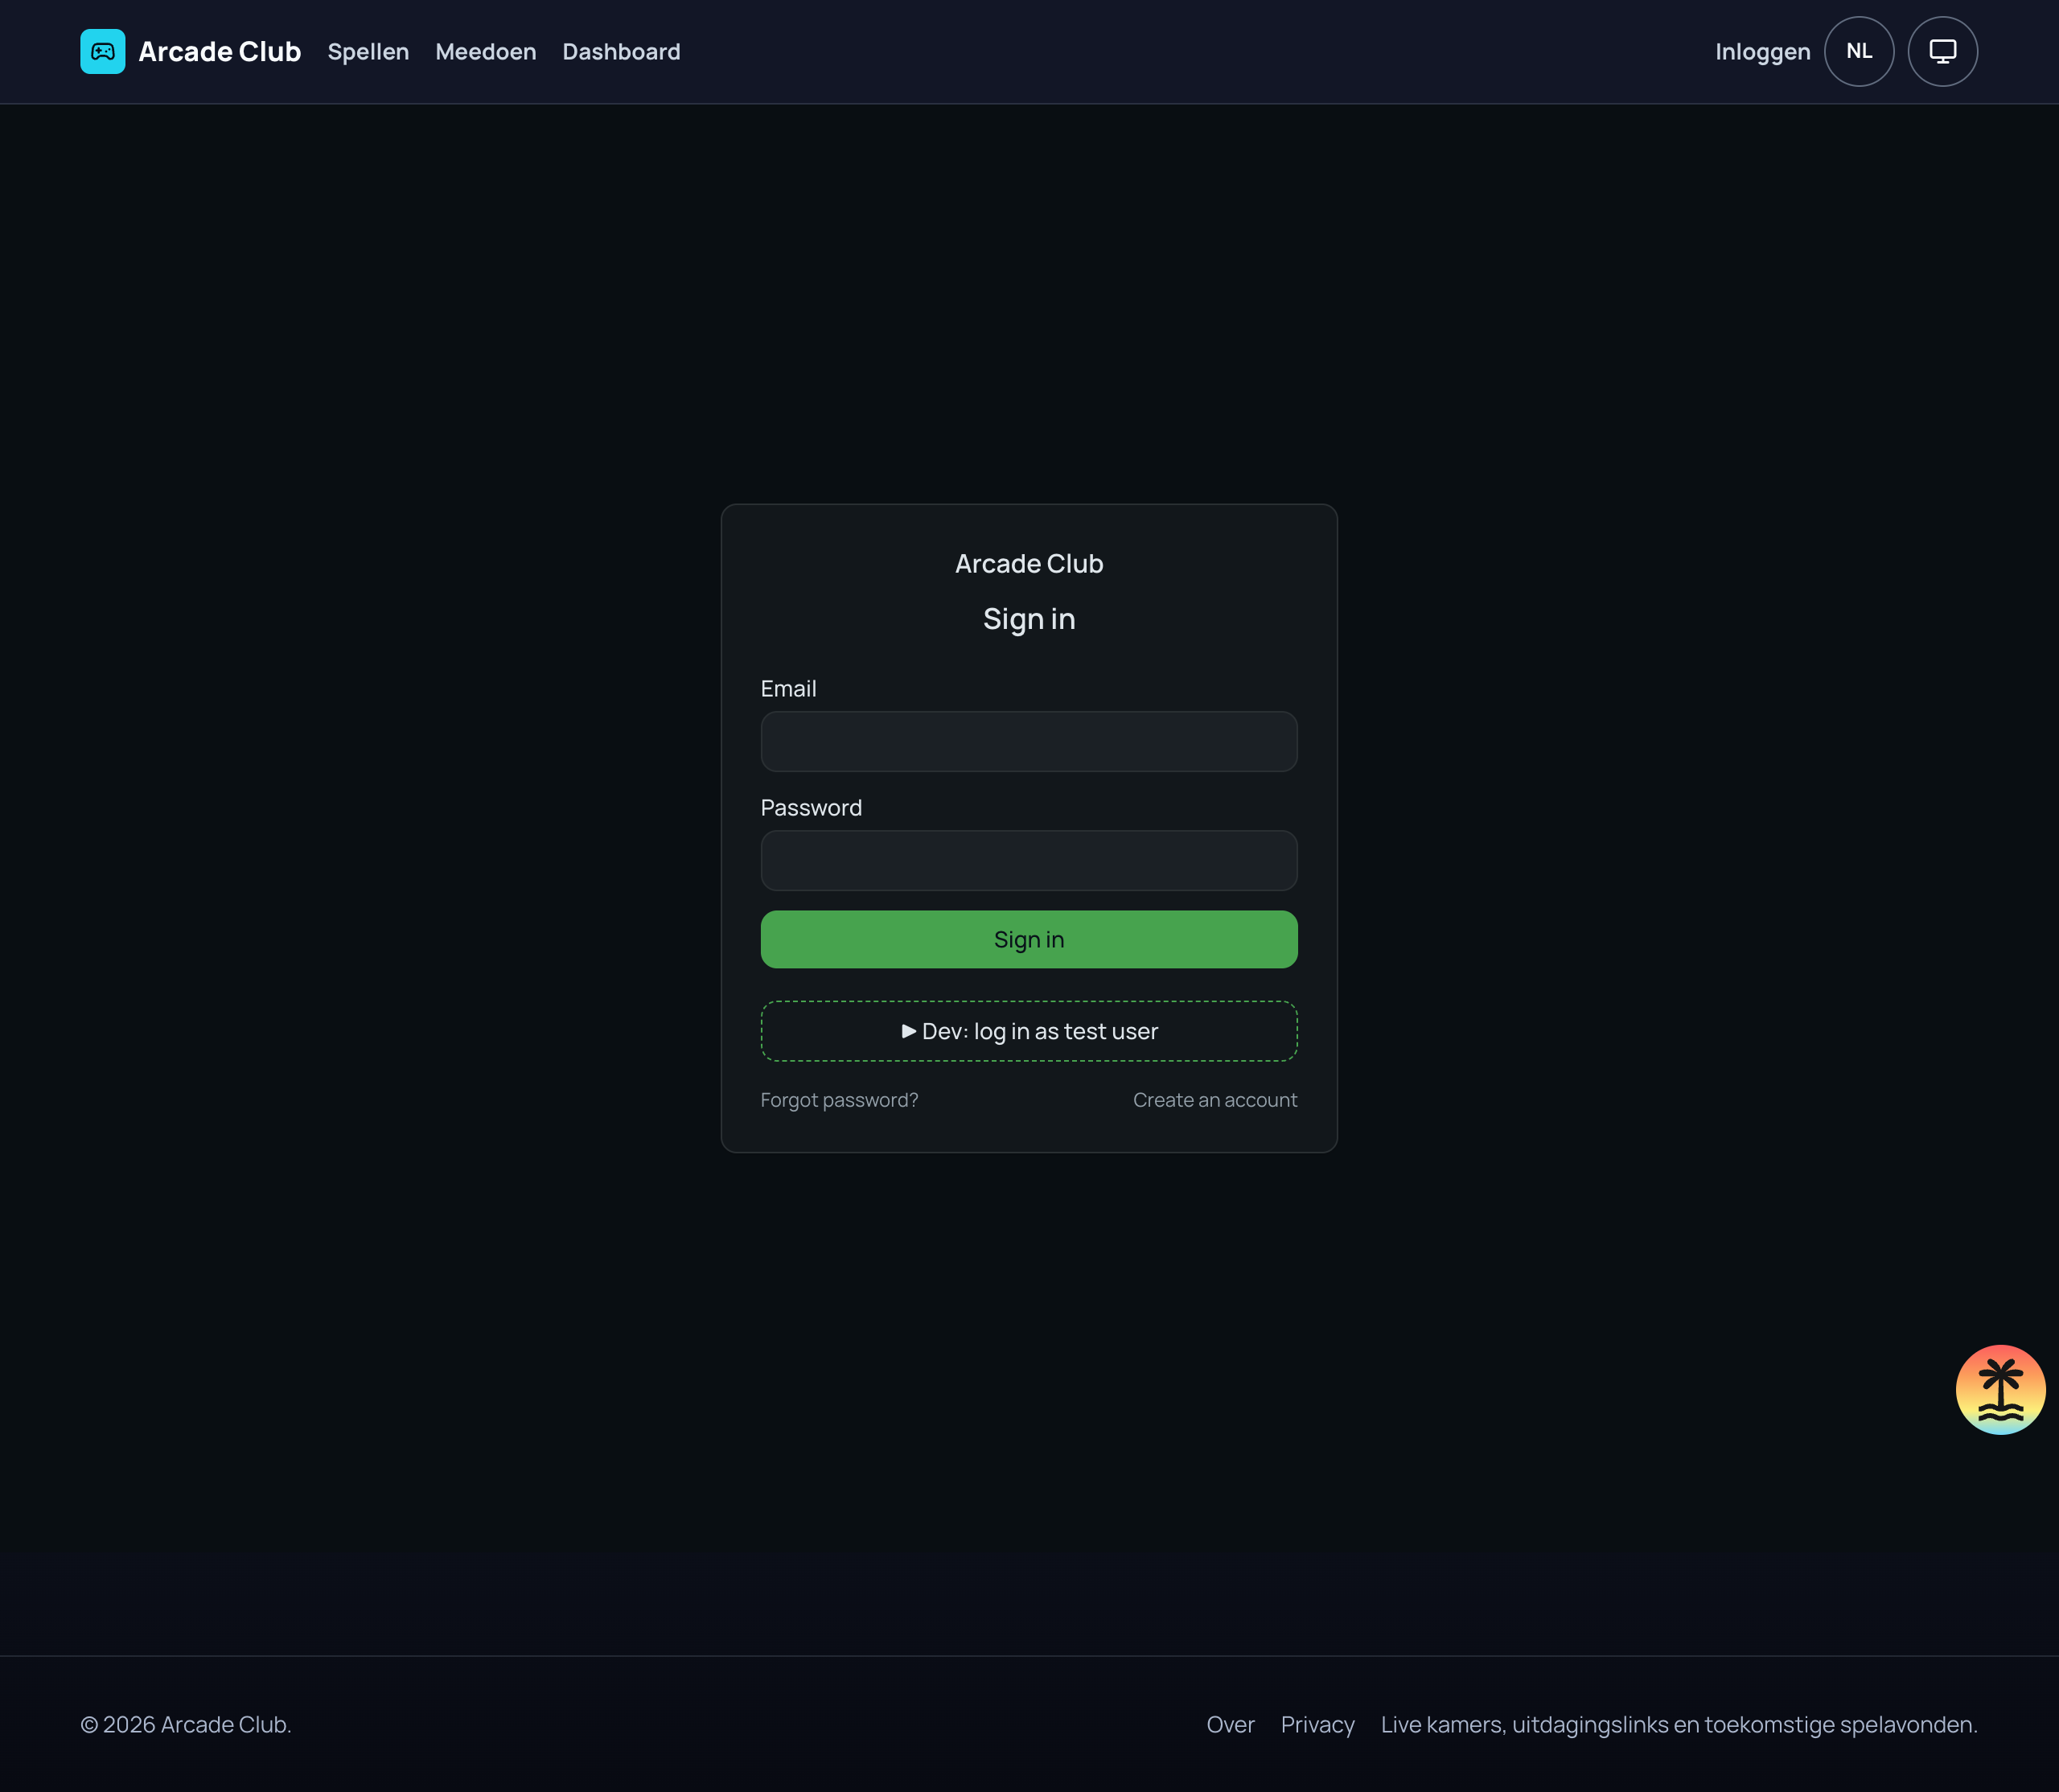 Arcade Club Spellen Meedoen Dashboard Inloggen NL
Arcade Club
Sign in
Email
Password
Sign in
Dev: log in as test user
Forgot password? Create an account
© 2026 Arcade Club. Over Privacy Live kamers, uitdagingslinks en toekomstige spelavonden.